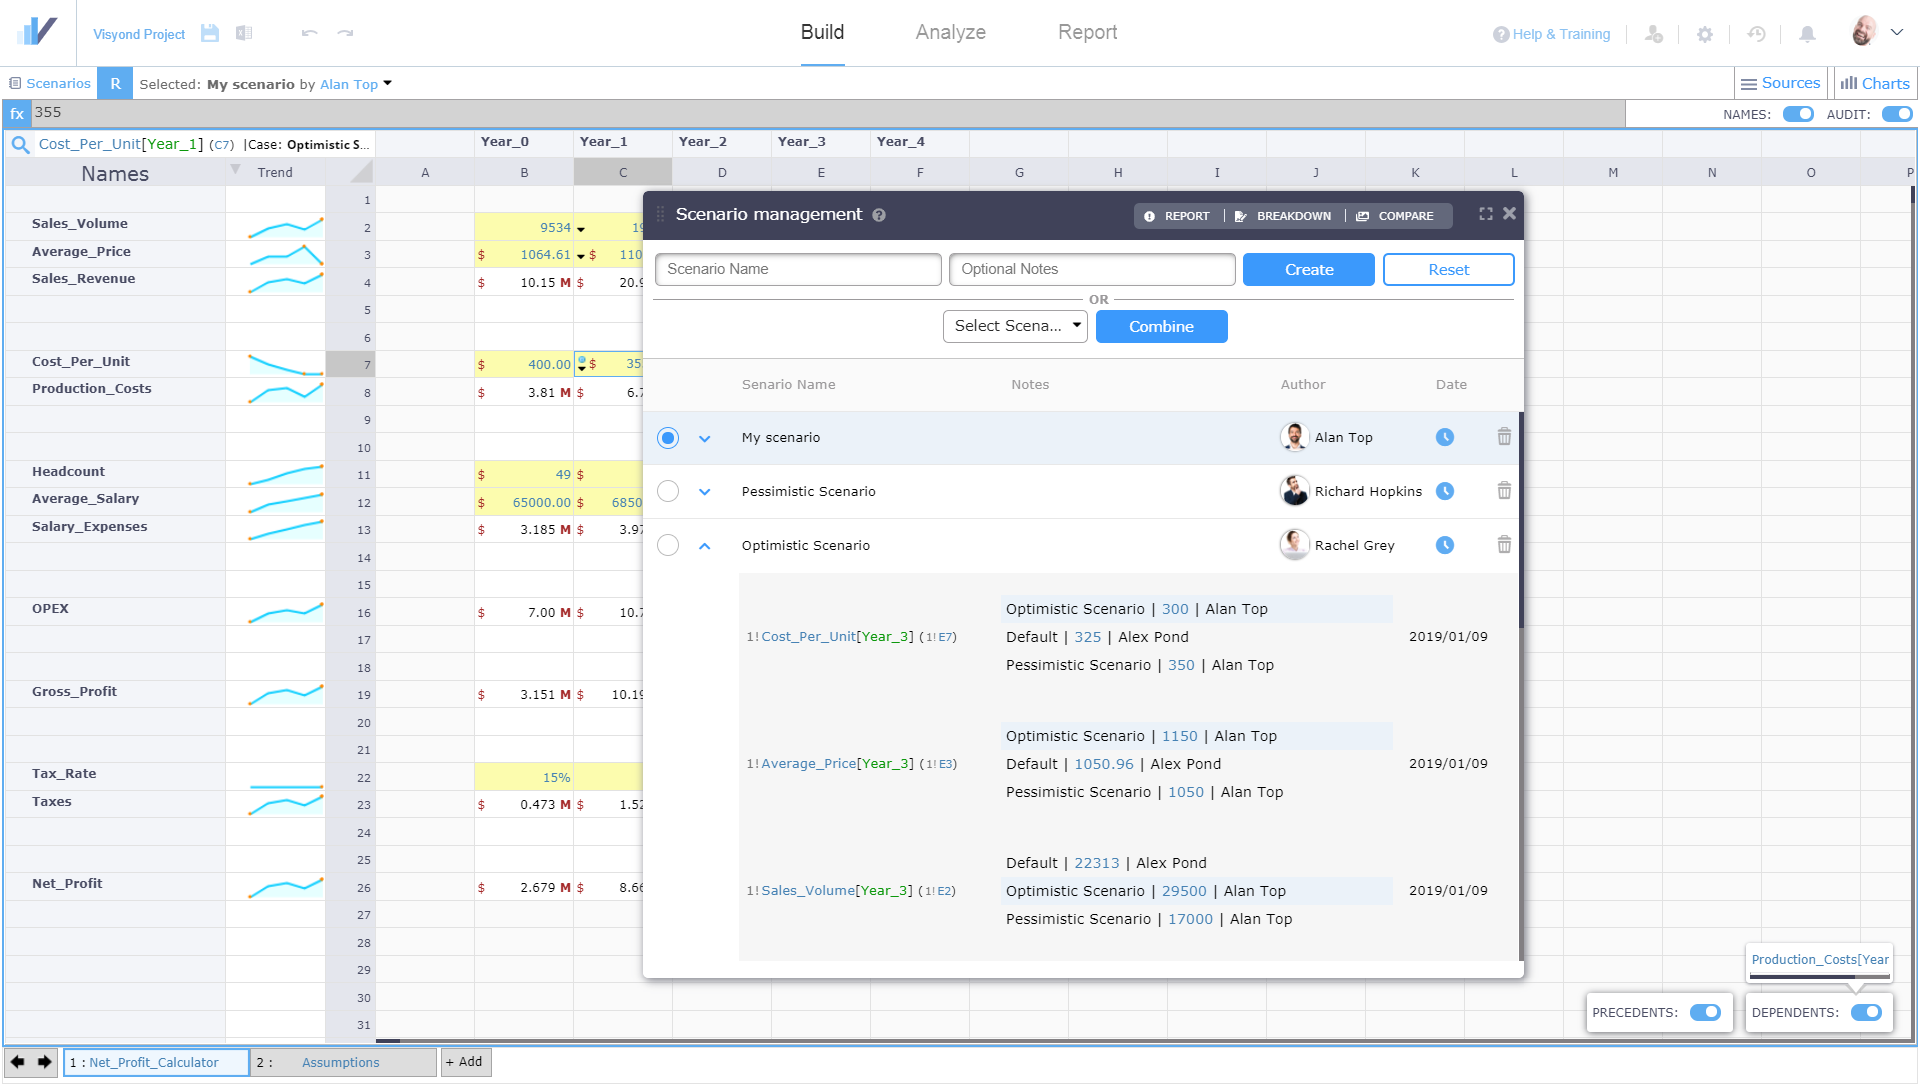 Visyond Project
Build
Analyze
Report
Help & Training
Scenarios
R
Selected: My scenario by Alan Top
Sources
Charts
fx 355
NAMES:
AUDIT:
Cost_Per_Unit[Year_1] (C7) |Case: Optimistic S...
Year_0 Year_1 Year_2 Year_3 Year_4
Names Trend A B C D E F G H I J K L M N O P
1
Sales_Volume 2 9534 19
Average_Price 3 $ 1064.61 $ 110
Sales_Revenue 4 $ 10.15 M $ 20.9
5
6
Cost_Per_Unit 7 $ 400.00 $ 35
Production_Costs 8 $ 3.81 M $ 6.7
9
10
Headcount 11 $ 49 $
Average_Salary 12 $ 65000.00 $ 6850
Salary_Expenses 13 $ 3.185 M $ 3.97
14
15
OPEX 16 $ 7.00 M $ 10.7
17
18
Gross_Profit 19 $ 3.151 M $ 10.19
20
21
Tax_Rate 22 15%
Taxes 23 $ 0.473 M $ 1.52
24
25
Net_Profit 26 $ 2.679 M $ 8.66
27
28
29
30
31
Scenario management
REPORT | BREAKDOWN | COMPARE
Scenario Name
Optional Notes
Create
Reset
OR
Select Scena...
Combine
Senario Name Notes Author Date
My scenario Alan Top
Pessimistic Scenario Richard Hopkins
Optimistic Scenario Rachel Grey
Optimistic Scenario | 300 | Alan Top
1!Cost_Per_Unit[Year_3] (1!E7) Default | 325 | Alex Pond 2019/01/09
Pessimistic Scenario | 350 | Alan Top
Optimistic Scenario | 1150 | Alan Top
1!Average_Price[Year_3] (1!E3) Default | 1050.96 | Alex Pond 2019/01/09
Pessimistic Scenario | 1050 | Alan Top
Default | 22313 | Alex Pond
1!Sales_Volume[Year_3] (1!E2) Optimistic Scenario | 29500 | Alan Top 2019/01/09
Pessimistic Scenario | 17000 | Alan Top
Production_Costs[Year
PRECEDENTS:
DEPENDENTS:
1 : Net_Profit_Calculator
2 : Assumptions
+ Add